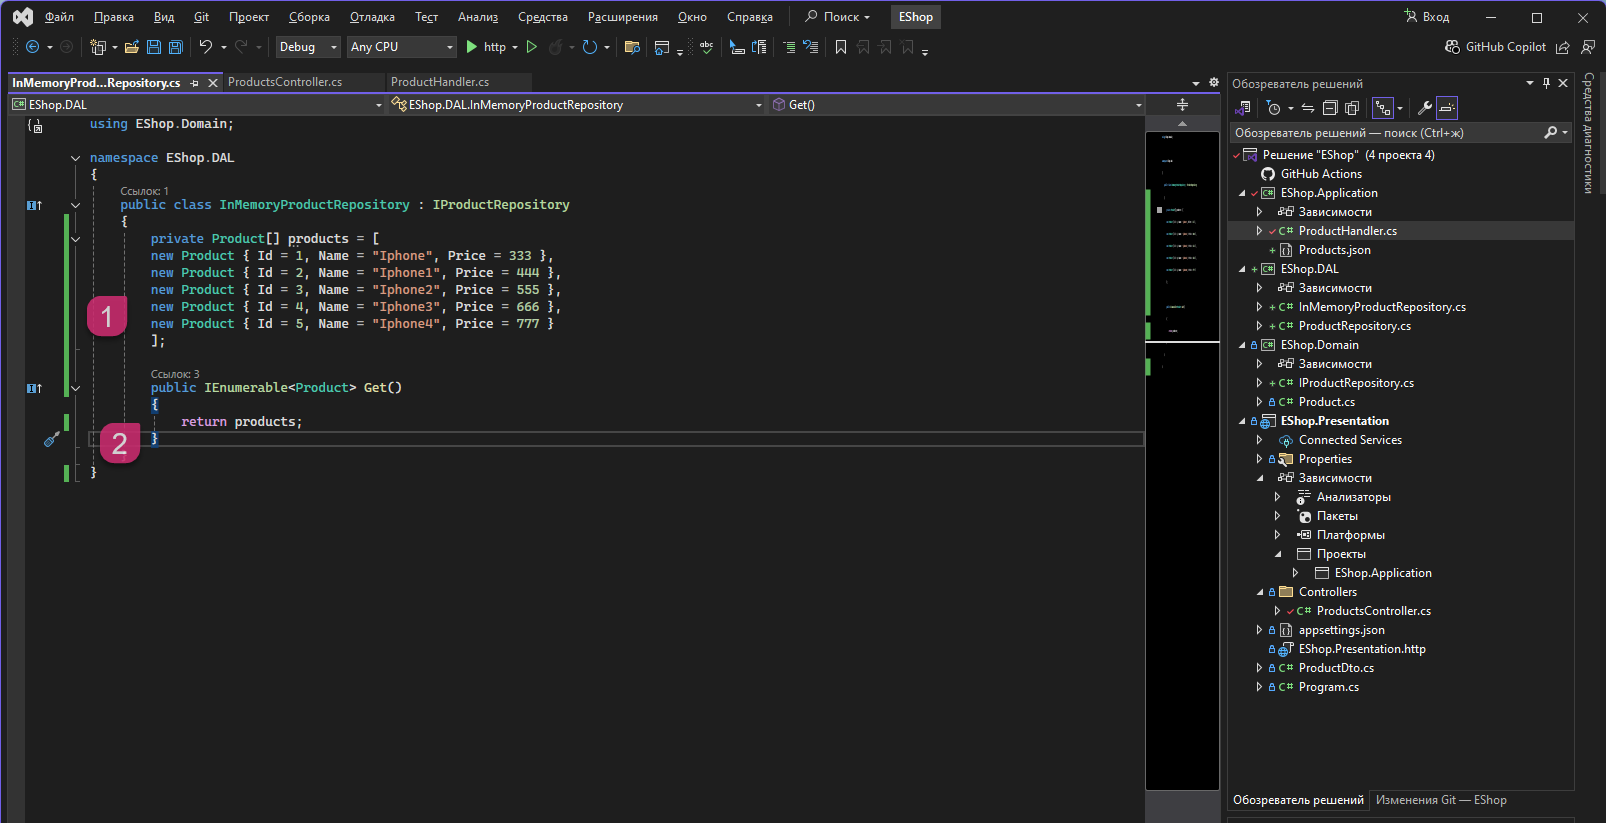 Файл Правка Вид Git Проект Сборка Отладка Тест Анализ Средства Расширения Окно Справка Поиск EShop Вход
Debug Any CPU http abc GitHub Copilot
InMemoryProd...Repository.cs ProductsController.cs ProductHandler.cs
EShop.DAL EShop.DAL.InMemoryProductRepository Get()
using EShop.Domain;
namespace EShop.DAL
{
Ссылок: 1
public class InMemoryProductRepository : IProductRepository
{
private Product[] products = [
new Product { Id = 1, Name = "Iphone", Price = 333 },
new Product { Id = 2, Name = "Iphone1", Price = 444 },
new Product { Id = 3, Name = "Iphone2", Price = 555 },
new Product { Id = 4, Name = "Iphone3", Price = 666 },
1
new Product { Id = 5, Name = "Iphone4", Price = 777 }
];
Ссылок: 3
public IEnumerable<Product> Get()
{
return products;
2
}
}
Обозреватель решений
Обозреватель решений — поиск (Ctrl+ж)
Решение "EShop" (4 проекта 4)
GitHub Actions
EShop.Application
Зависимости
ProductHandler.cs
Products.json
EShop.DAL
Зависимости
InMemoryProductRepository.cs
ProductRepository.cs
EShop.Domain
Зависимости
IProductRepository.cs
Product.cs
EShop.Presentation
Connected Services
Properties
Зависимости
Анализаторы
Пакеты
Платформы
Проекты
EShop.Application
Controllers
ProductsController.cs
appsettings.json
EShop.Presentation.http
ProductDto.cs
Program.cs
Обозреватель решений Изменения Git — EShop
Средства диагностики